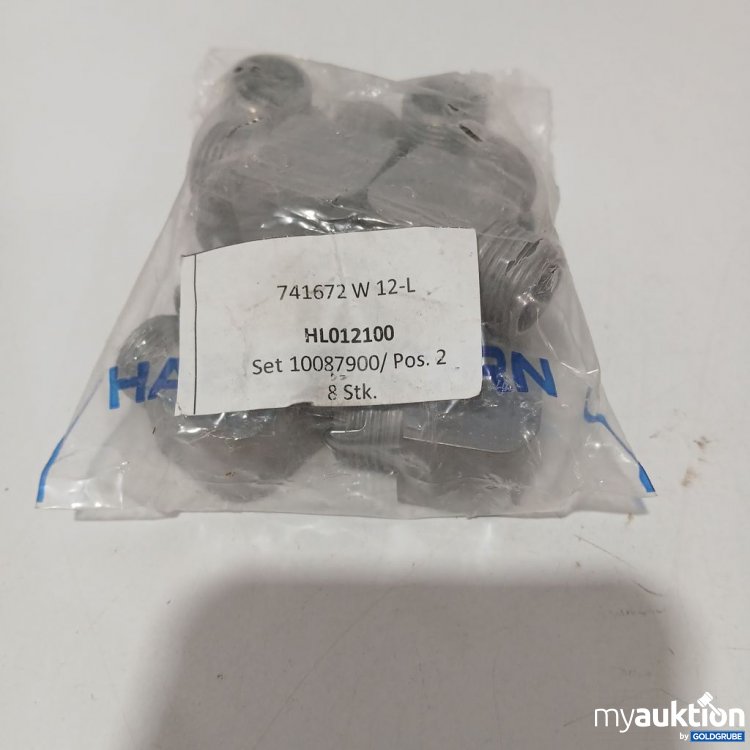 741672 W 12-L
HL012100
Set 10087900/ Pos. 2
8 Stk.
myauktion
by GOLDGRUBE